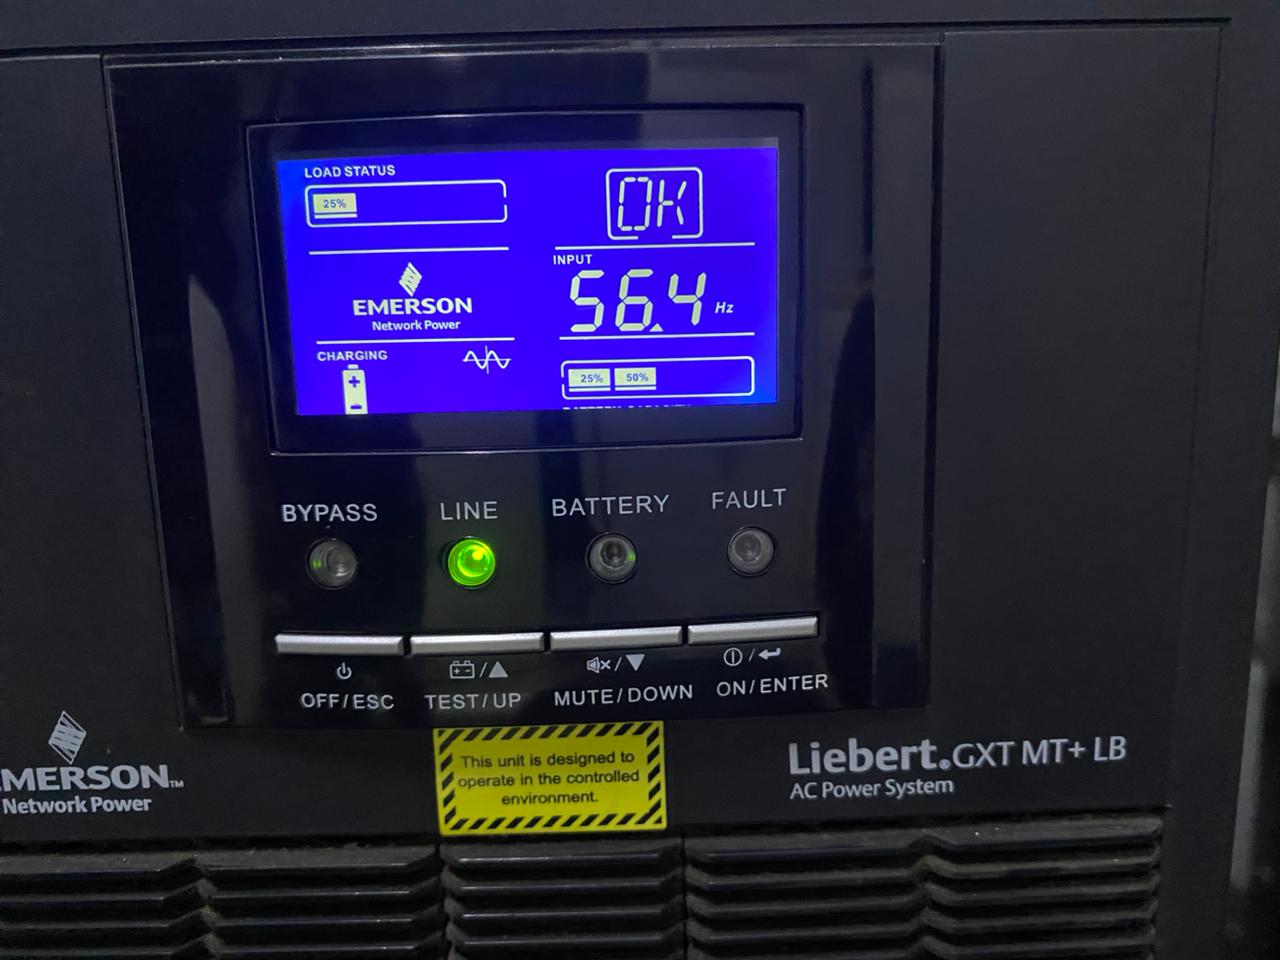 LOAD STATUS
25%
OK
INPUT
56.4 Hz
EMERSON
Network Power
CHARGING
25% 50%
BYPASS
LINE
BATTERY
FAULT
OFF/ESC
TEST/UP
MUTE/DOWN
ON/ENTER
This unit is designed to
operate in the controlled
environment.
MERSON™
Network Power
Liebert.GXT MT+ LB
AC Power System